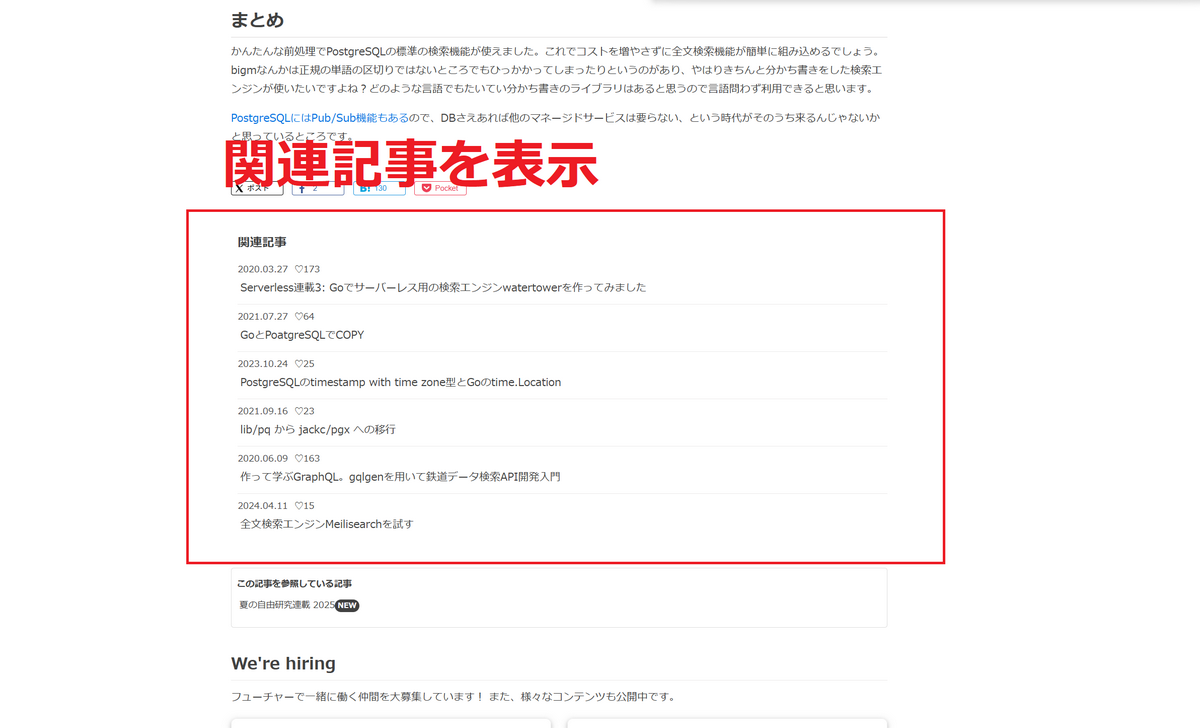 まとめ
かんたんな前処理でPostgreSQLの標準の検索機能が使えました。これでコストを増やさずに全文検索機能が簡単に組み込めるでしょう。
bigmなんかは正規の単語の区切りではないところでもひっかかってしまったりというのがあり、やはりきちんと分かち書きをした検索エ
ンジンが使いたいですよね？どのような言語でもたいてい分かち書きのライブラリはあると思うので言語問わず利用できると思います。
PostgreSQLにはPub/Sub機能もあるので、DBさえあれば他のマネージドサービスは要らない、という時代がそのうち来るんじゃないか
と思っているところです。
関連記事を表示
X ポスト 2 B! 130 Pocket
関連記事
2020.03.27 ♡173
Serverless連載3: Goでサーバーレス用の検索エンジンwatertowerを作ってみました
2021.07.27 ♡64
GoとPoatgreSQLでCOPY
2023.10.24 ♡25
PostgreSQLのtimestamp with time zone型とGoのtime.Location
2021.09.16 ♡23
lib/pq から jackc/pgx への移行
2020.06.09 ♡163
作って学ぶGraphQL。gqlgenを用いて鉄道データ検索API開発入門
2024.04.11 ♡15
全文検索エンジンMeilisearchを試す
この記事を参照している記事
夏の自由研究連載 2025 NEW
We're hiring
フューチャーで一緒に働く仲間を大募集しています！ また、様々なコンテンツも公開中です。